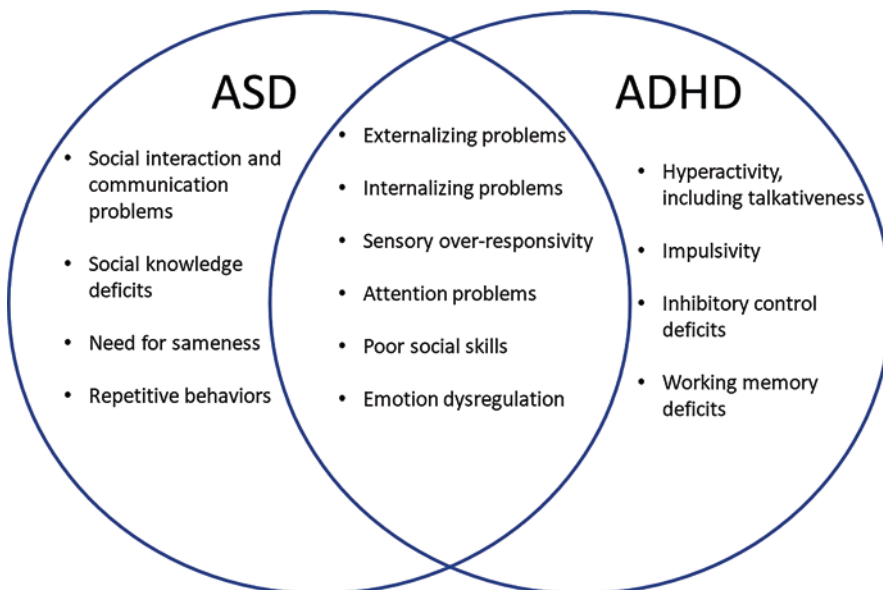 ASD
• Social interaction and
communication
problems
• Social knowledge
deficits
• Need for sameness
• Repetitive behaviors
• Externalizing problems
• Internalizing problems
• Sensory over-responsivity
• Attention problems
• Poor social skills
• Emotion dysregulation
ADHD
• Hyperactivity,
including talkativeness
• Impulsivity
• Inhibitory control
deficits
• Working memory
deficits